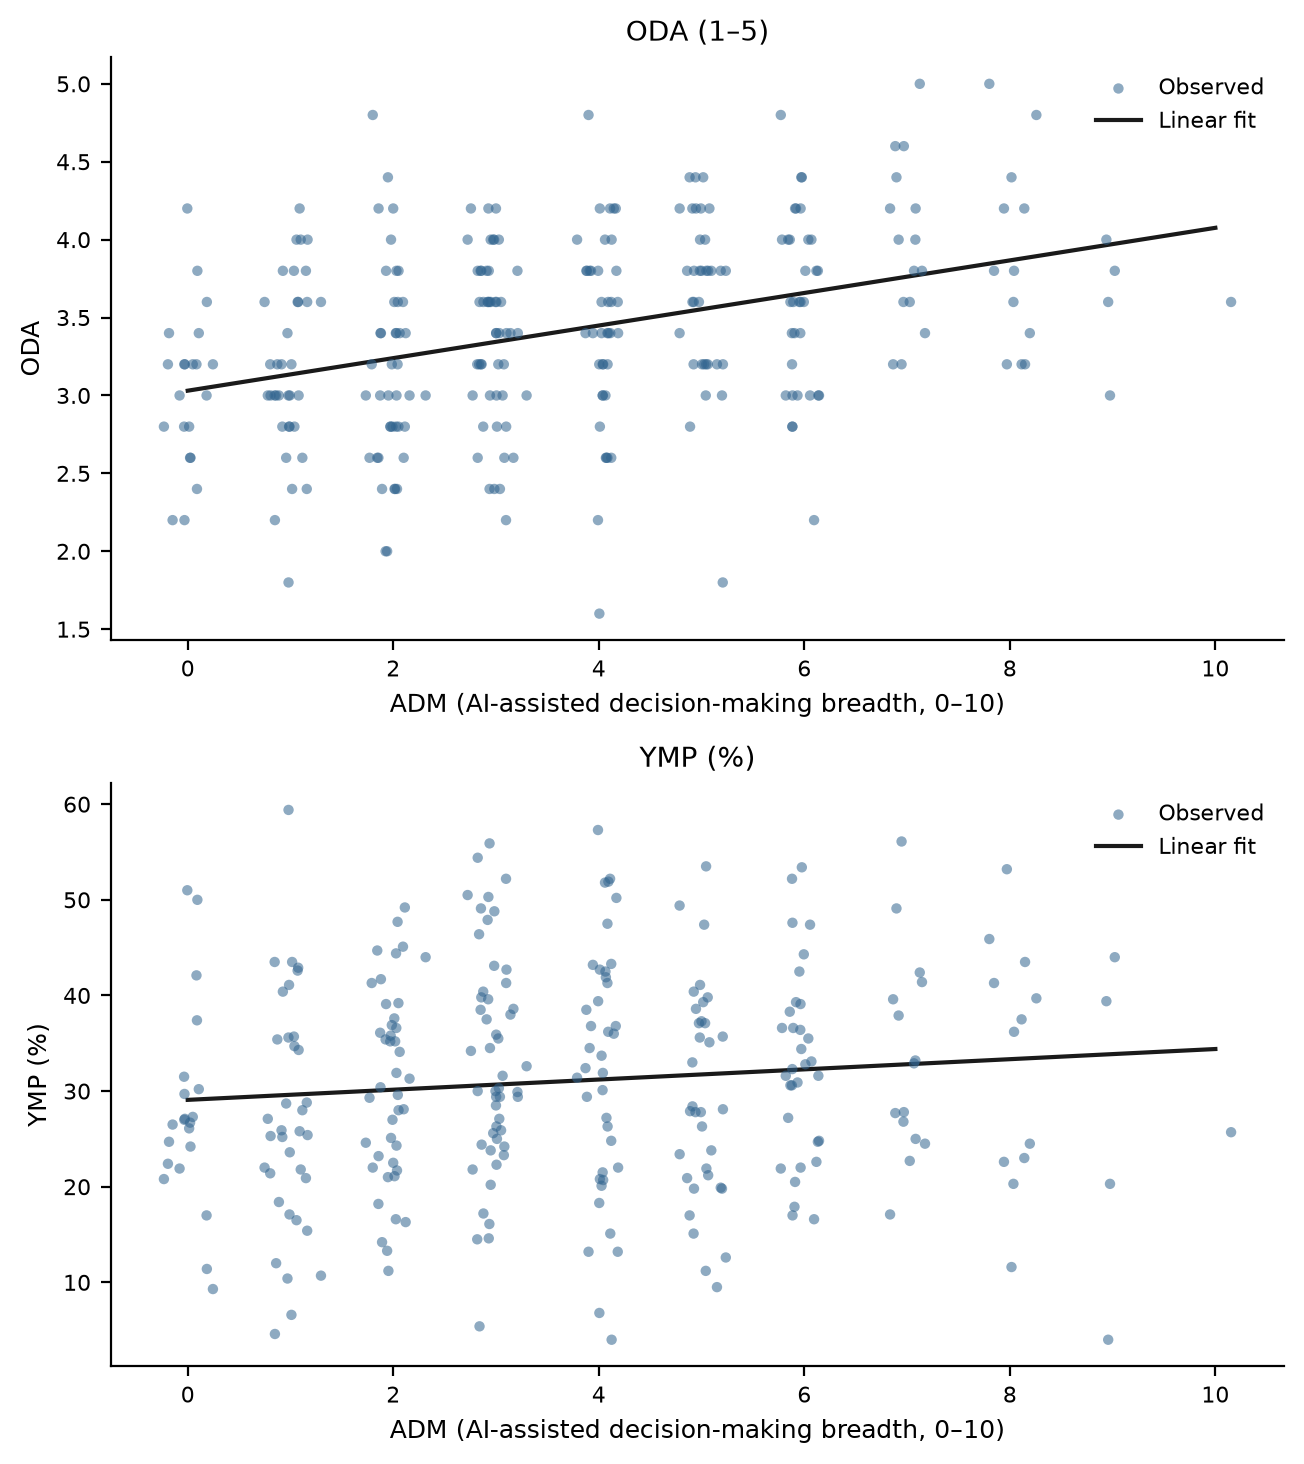 ODA (1–5)
5.0
4.5
4.0
3.5
3.0
2.5
2.0
1.5
ODA
Observed
Linear fit
0 2 4 6 8 10
ADM (AI-assisted decision-making breadth, 0–10)
YMP (%)
60
50
40
30
20
10
YMP (%)
Observed
Linear fit
0 2 4 6 8 10
ADM (AI-assisted decision-making breadth, 0–10)